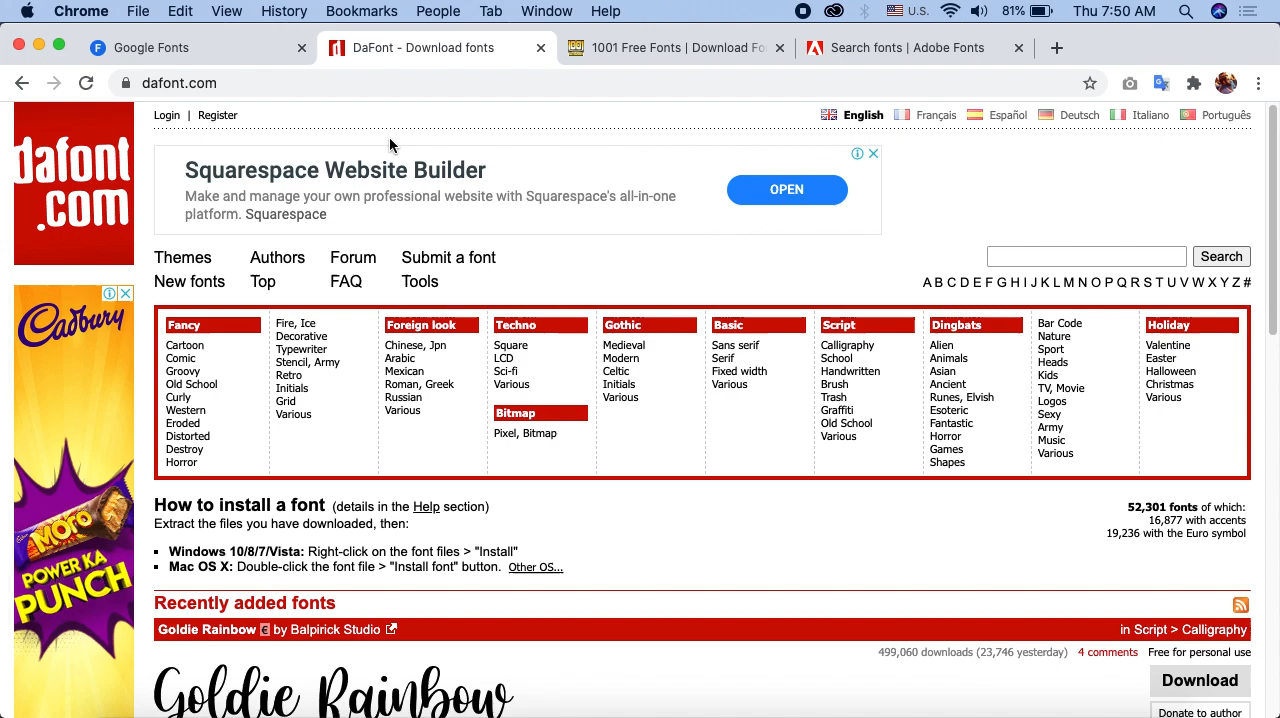 Chrome File Edit View History Bookmarks People Tab Window Help U.S. 81% Thu 7:50 AM
Google Fonts DaFont - Download fonts 1001 Free Fonts | Download Fo Search fonts | Adobe Fonts
dafont.com
dafont
.com
Login | Register
English Français Español Deutsch Italiano Português
Squarespace Website Builder
Make and manage your own professional website with Squarespace's all-in-one
platform. Squarespace
OPEN
Themes Authors Forum Submit a font
New fonts Top FAQ Tools
Search
A B C D E F G H I J K L M N O P Q R S T U V W X Y Z #
Fancy
Cartoon
Comic
Groovy
Old School
Curly
Western
Eroded
Distorted
Destroy
Horror
Fire, Ice
Decorative
Typewriter
Stencil, Army
Retro
Initials
Grid
Various
Foreign look
Chinese, Jpn
Arabic
Mexican
Roman, Greek
Russian
Various
Techno
Square
LCD
Sci-fi
Various
Bitmap
Pixel, Bitmap
Gothic
Medieval
Modern
Celtic
Initials
Various
Basic
Sans serif
Serif
Fixed width
Various
Script
Calligraphy
School
Handwritten
Brush
Trash
Graffiti
Old School
Various
Dingbats
Alien
Animals
Asian
Ancient
Runes, Elvish
Esoteric
Fantastic
Horror
Games
Shapes
Bar Code
Nature
Sport
Heads
Kids
TV, Movie
Logos
Sexy
Army
Music
Various
Holiday
Valentine
Easter
Halloween
Christmas
Various
Cadbury
MORO
POWER KA
PUNCH
How to install a font (details in the Help section)
Extract the files you have downloaded, then:
Windows 10/8/7/Vista: Right-click on the font files > "Install"
Mac OS X: Double-click the font file > "Install font" button. Other OS...
52,301 fonts of which:
16,877 with accents
19,236 with the Euro symbol
Recently added fonts
Goldie Rainbow € by Balpirick Studio in Script > Calligraphy
499,060 downloads (23,746 yesterday) 4 comments Free for personal use
Goldie Rainbow
Download
Donate to author